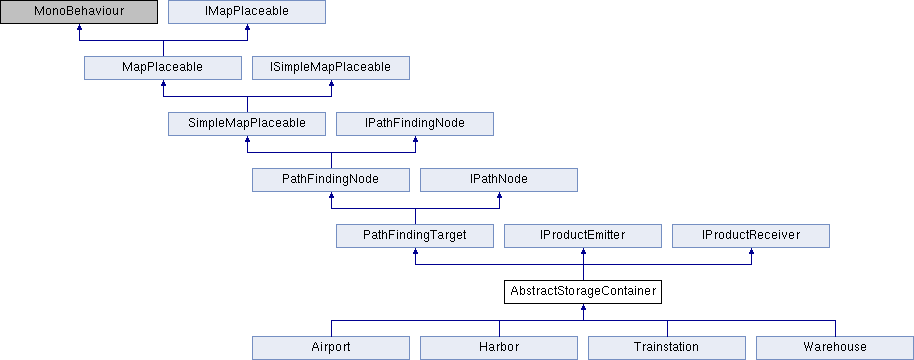 MonoBehaviour
IMapPlaceable
MapPlaceable
ISimpleMapPlaceable
SimpleMapPlaceable
IPathFindingNode
PathFindingNode
IPathNode
PathFindingTarget
IProductEmitter
IProductReceiver
AbstractStorageContainer
Airport
Harbor
Trainstation
Warehouse